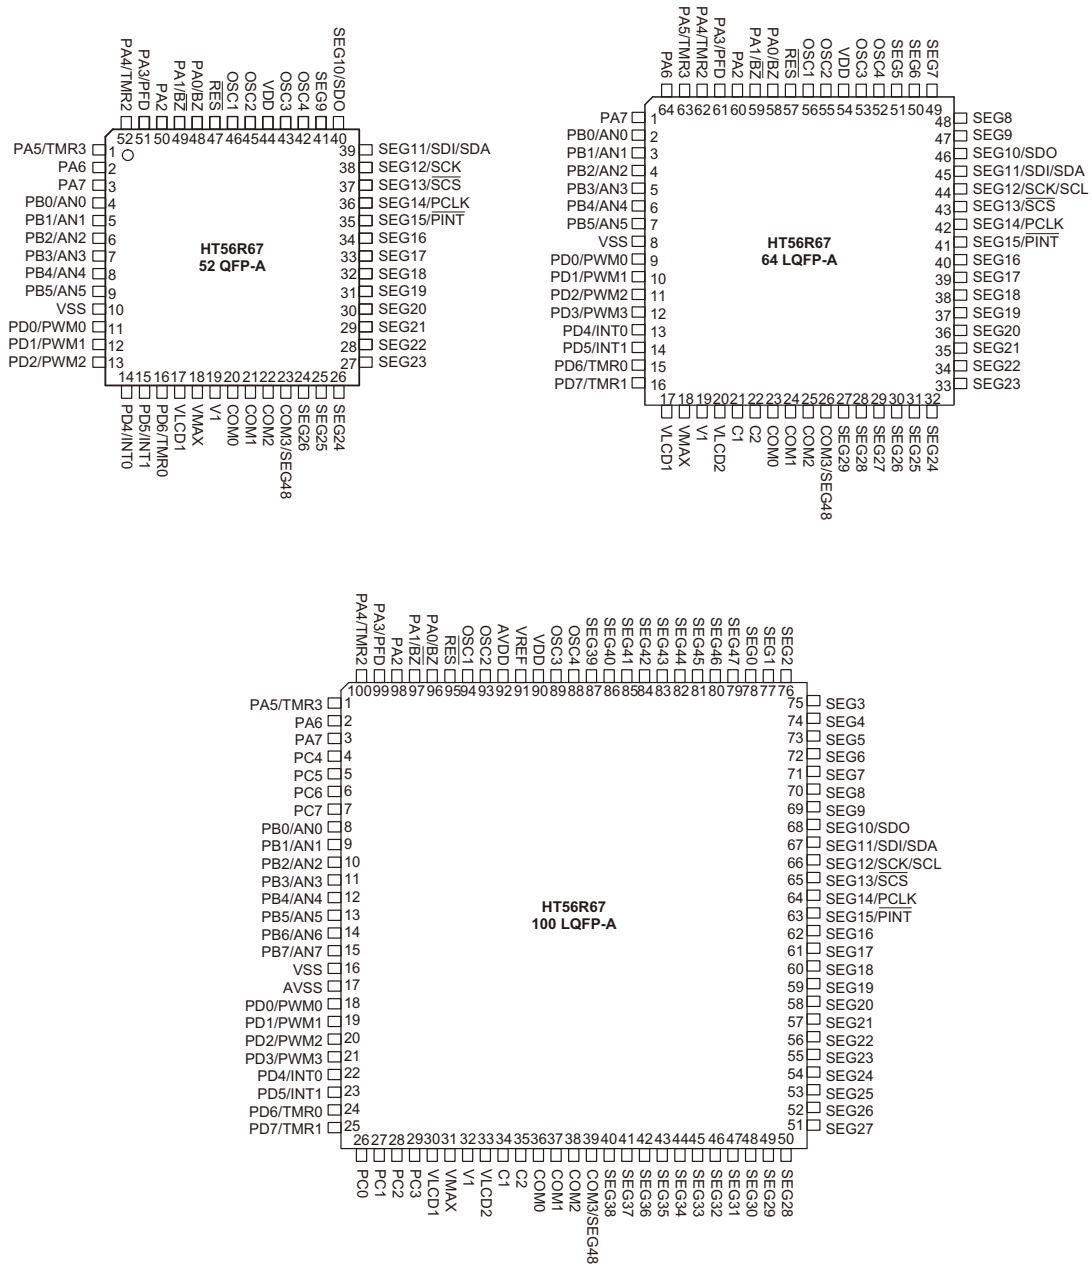 PA4/TMR2
PA3/PFD
PA2
PA1/BZ
PA0/BZ
RES
OSC1
OSC2
VDD
OSC3
OSC4
SEG9
SEG10/SDO
52 51 50 49 48 47 46 45 44 43 42 41 40
PA5/TMR3 1
PA6 2
PA7 3
PB0/AN0 4
PB1/AN1 5
PB2/AN2 6
PB3/AN3 7
PB4/AN4 8
PB5/AN5 9
VSS 10
PD0/PWM0 11
PD1/PWM1 12
PD2/PWM2 13
HT56R67
52 QFP-A
39 SEG11/SDI/SDA
38 SEG12/SCK
37 SEG13/SCS
36 SEG14/PCLK
35 SEG15/PINT
34 SEG16
33 SEG17
32 SEG18
31 SEG19
30 SEG20
29 SEG21
28 SEG22
27 SEG23
14 15 16 17 18 19 20 21 22 23 24 25 26
PD4/INT0
PD5/INT1
PD6/TMR0
VLCD1
VMAX
V1
COM0
COM1
COM2
COM3/SEG48
SEG26
SEG25
SEG24
PA6
PA5/TMR3
PA4/TMR2
PA3/PFD
PA2
PA1/BZ
PA0/BZ
RES
OSC1
OSC2
VDD
OSC3
OSC4
SEG5
SEG6
SEG7
64 63 62 61 60 59 58 57 56 55 54 53 52 51 50 49
PA7 1
PB0/AN0 2
PB1/AN1 3
PB2/AN2 4
PB3/AN3 5
PB4/AN4 6
PB5/AN5 7
VSS 8
PD0/PWM0 9
PD1/PWM1 10
PD2/PWM2 11
PD3/PWM3 12
PD4/INT0 13
PD5/INT1 14
PD6/TMR0 15
PD7/TMR1 16
HT56R67
64 LQFP-A
48 SEG8
47 SEG9
46 SEG10/SDO
45 SEG11/SDI/SDA
44 SEG12/SCK/SCL
43 SEG13/SCS
42 SEG14/PCLK
41 SEG15/PINT
40 SEG16
39 SEG17
38 SEG18
37 SEG19
36 SEG20
35 SEG21
34 SEG22
33 SEG23
17 18 19 20 21 22 23 24 25 26 27 28 29 30 31 32
VLCD1
VMAX
V1
VLCD2
C1
C2
COM0
COM1
COM2
COM3/SEG48
SEG29
SEG28
SEG27
SEG26
SEG25
SEG24
PA4/TMR2
PA3/PFD
PA2
PA1/BZ
PA0/BZ
RES
OSC1
OSC2
AVDD
VREF
VDD
OSC3
OSC4
SEG39
SEG40
SEG41
SEG42
SEG43
SEG44
SEG45
SEG46
SEG47
SEG0
SEG1
SEG2
100 99 98 97 96 95 94 93 92 91 90 89 88 87 86 85 84 83 82 81 80 79 78 77 76
PA5/TMR3 1
PA6 2
PA7 3
PC4 4
PC5 5
PC6 6
PC7 7
PB0/AN0 8
PB1/AN1 9
PB2/AN2 10
PB3/AN3 11
PB4/AN4 12
PB5/AN5 13
PB6/AN6 14
PB7/AN7 15
VSS 16
AVSS 17
PD0/PWM0 18
PD1/PWM1 19
PD2/PWM2 20
PD3/PWM3 21
PD4/INT0 22
PD5/INT1 23
PD6/TMR0 24
PD7/TMR1 25
HT56R67
100 LQFP-A
75 SEG3
74 SEG4
73 SEG5
72 SEG6
71 SEG7
70 SEG8
69 SEG9
68 SEG10/SDO
67 SEG11/SDI/SDA
66 SEG12/SCK/SCL
65 SEG13/SCS
64 SEG14/PCLK
63 SEG15/PINT
62 SEG16
61 SEG17
60 SEG18
59 SEG19
58 SEG20
57 SEG21
56 SEG22
55 SEG23
54 SEG24
53 SEG25
52 SEG26
51 SEG27
26 27 28 29 30 31 32 33 34 35 36 37 38 39 40 41 42 43 44 45 46 47 48 49 50
PC0
PC1
PC2
PC3
VLCD1
VMAX
V1
VLCD2
C1
C2
COM0
COM1
COM2
COM3/SEG48
SEG38
SEG37
SEG36
SEG35
SEG34
SEG33
SEG32
SEG31
SEG30
SEG29
SEG28